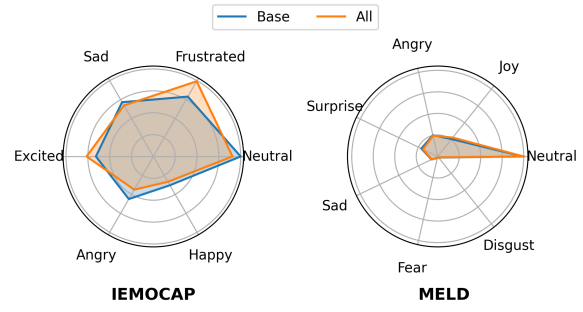 Base All
Sad Frustrated
Excited Neutral
Angry Happy
IEMOCAP
Angry Joy
Surprise
Neutral
Sad
Disgust
Fear
MELD